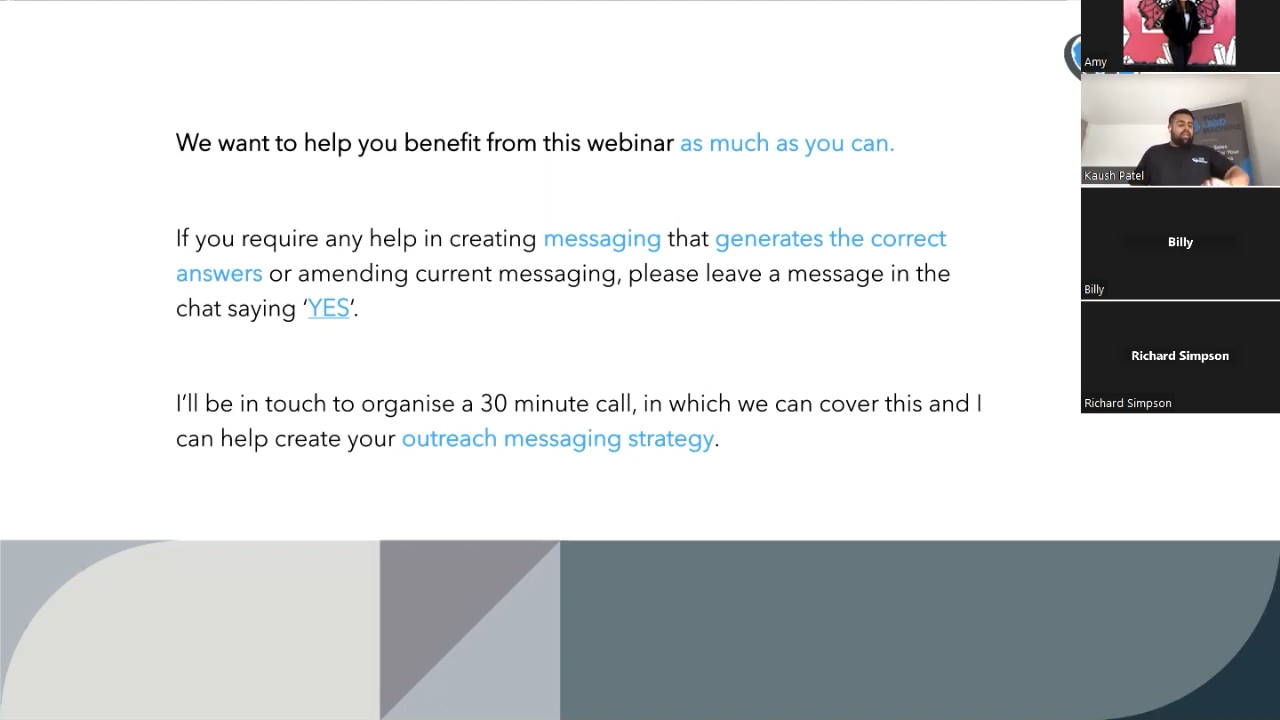 We want to help you benefit from this webinar as much as you can.
If you require any help in creating messaging that generates the correct
answers or amending current messaging, please leave a message in the
chat saying ‘YES’.
I’ll be in touch to organise a 30 minute call, in which we can cover this and I
can help create your outreach messaging strategy.
Amy
YOUR
LEAD
Kaush Patel
Billy
Billy
Richard Simpson
Richard Simpson